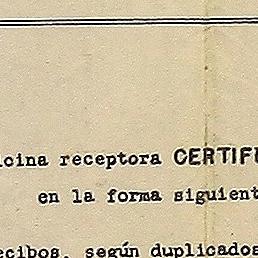 icina receptora CERTIF
en la forma siguient
ecibos, según duplicados